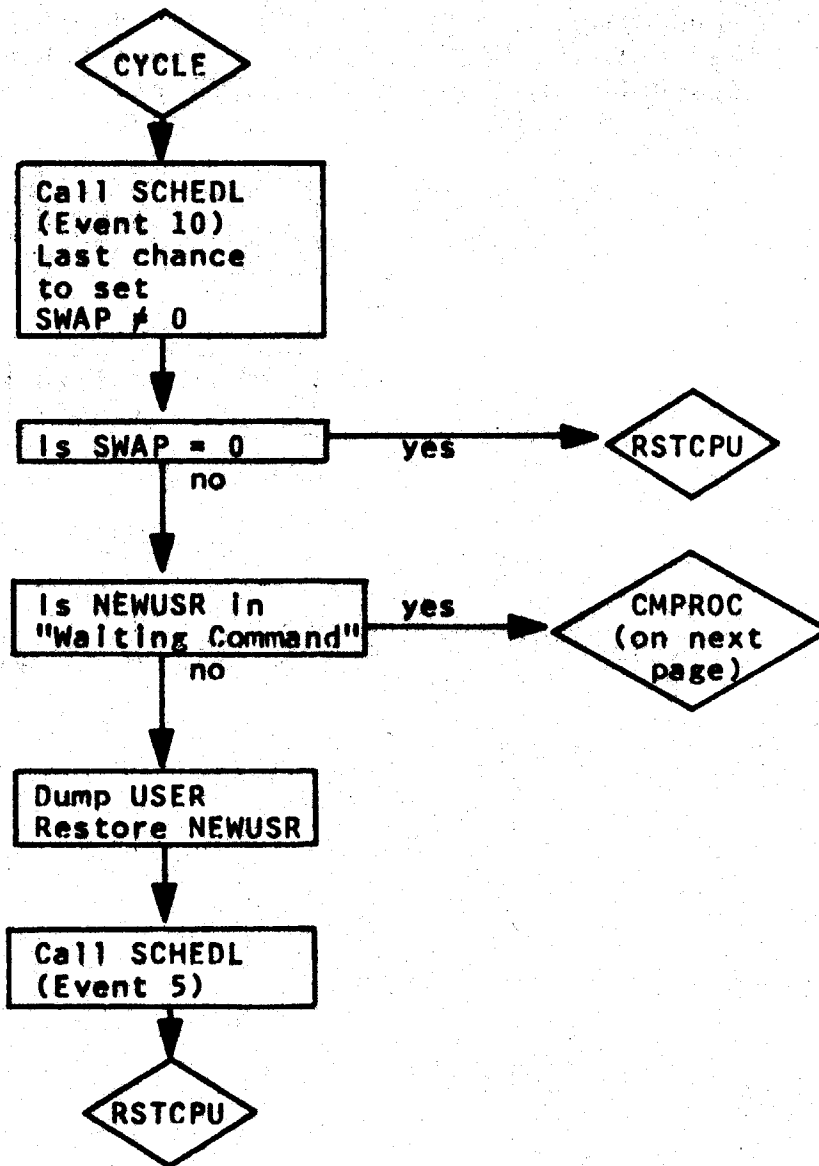 CYCLE
Call SCHEDL
(Event 10)
Last chance
to set
SWAP ≠ 0
Is SWAP = 0
yes
RSTCPU
no
Is NEWUSR in
"Waiting Command"
yes
CMPROC
(on next
page)
no
Dump USER
Restore NEWUSR
Call SCHEDL
(Event 5)
RSTCPU